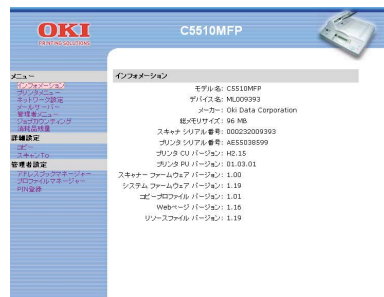 OKI
PRINTING SOLUTIONS
C5510MFP
メニュー
インフォメーション
プリンタメニュー
ネットワーク設定
メールサーバー
管理者メニュー
ジョブカウンティング
消耗品残量
詳細設定
コピー
スキャンTo
管理者設定
アドレスブックマネージャー
プロファイルマネージャー
PIN登録
インフォメーション
モデル名: C5510MFP
デバイス名: ML009393
メーカー: Oki Data Corporation
総メモリサイズ: 96 MB
スキャナ シリアル番号: 000232009393
プリンタ シリアル番号: AE55038599
プリンタ CU バージョン: H2.15
プリンタ PU バージョン: 01.03.01
スキャナー ファームウェア バージョン: 1.00
システム ファームウェア バージョン: 1.19
コピープロファイル バージョン: 1.01
Webページ バージョン: 1.16
リソースファイル バージョン: 1.19